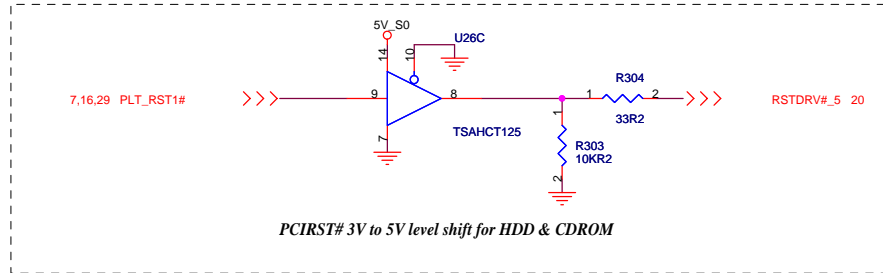 5V_S0
U26C
14
10
R304
7,16,29 PLT_RST1#
9
8
1
2
RSTDRV#_5 20
33R2
TSAHCT125
7
1
R303
10KR2
2
PCIRST# 3V to 5V level shift for HDD & CDROM